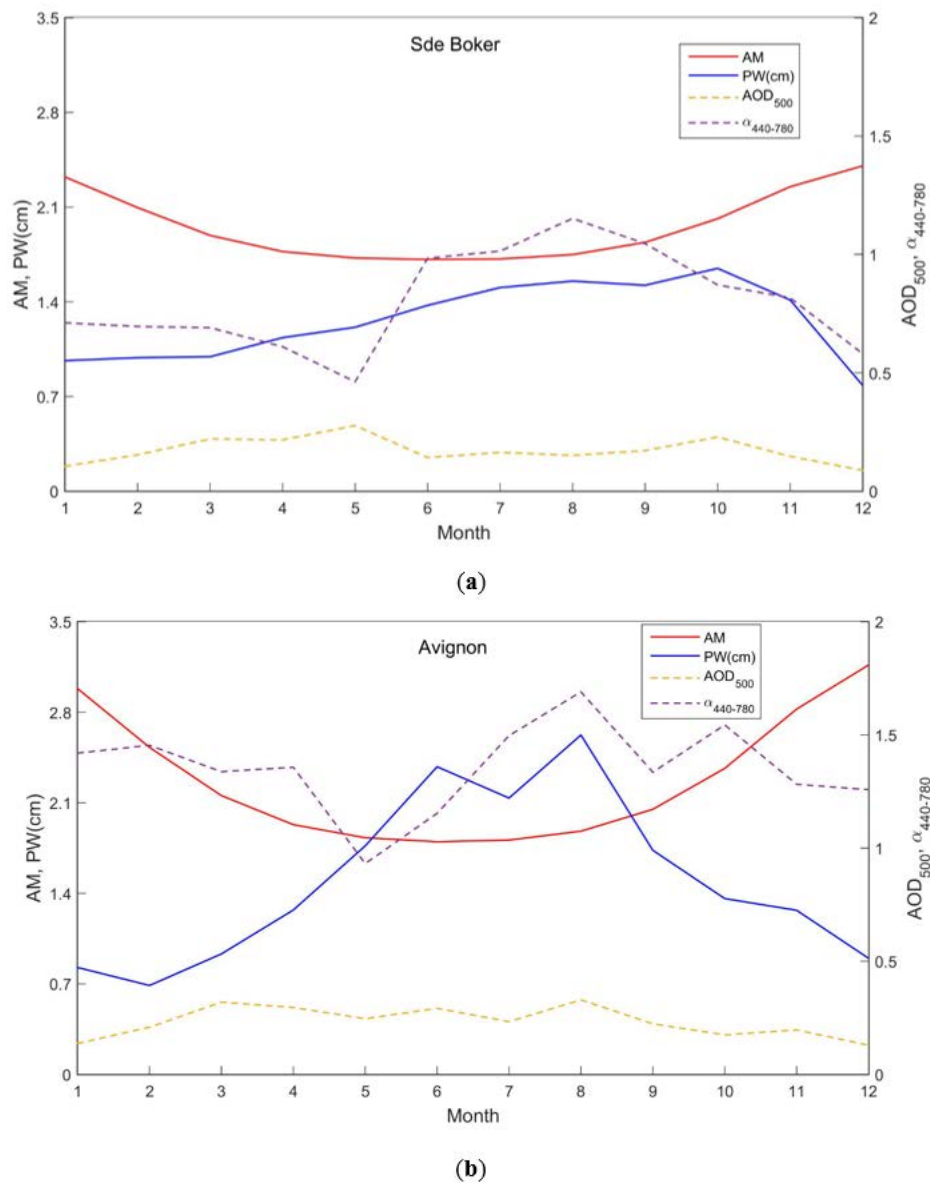 Sde Boker
AM
PW(cm)
AOD500
α440-780
3.5
2.8
2.1
1.4
0.7
0
AM, PW(cm)
2
1.5
1
0.5
0
AOD500, α440-780
1 2 3 4 5 6 7 8 9 10 11 12
Month
(a)
Avignon
AM
PW(cm)
AOD500
α440-780
3.5
2.8
2.1
1.4
0.7
0
AM, PW(cm)
2
1.5
1
0.5
0
AOD500, α440-780
1 2 3 4 5 6 7 8 9 10 11 12
Month
(b)